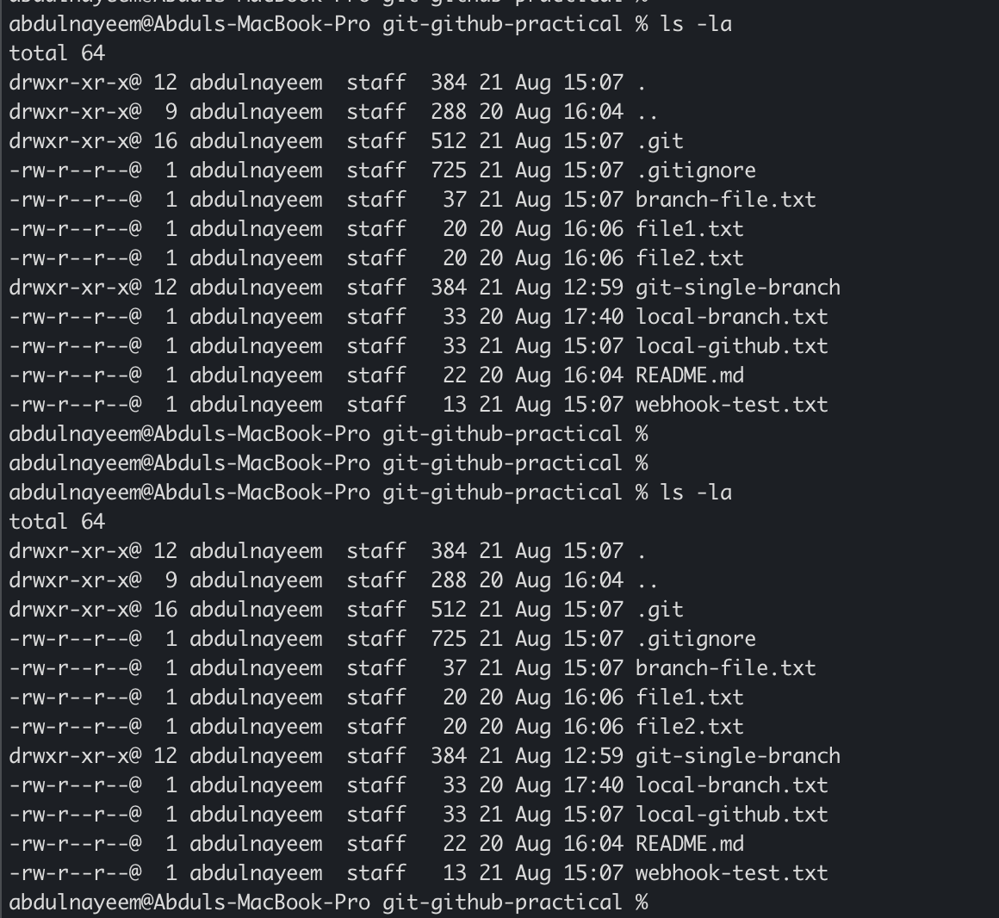 abdulnayeem@Abduls-MacBook-Pro git-github-practical %
abdulnayeem@Abduls-MacBook-Pro git-github-practical % ls -la
total 64
drwxr-xr-x@ 12 abdulnayeem  staff  384 21 Aug 15:07 .
drwxr-xr-x@  9 abdulnayeem  staff  288 20 Aug 16:04 ..
drwxr-xr-x@ 16 abdulnayeem  staff  512 21 Aug 15:07 .git
-rw-r--r--@  1 abdulnayeem  staff  725 21 Aug 15:07 .gitignore
-rw-r--r--@  1 abdulnayeem  staff   37 21 Aug 15:07 branch-file.txt
-rw-r--r--@  1 abdulnayeem  staff   20 20 Aug 16:06 file1.txt
-rw-r--r--@  1 abdulnayeem  staff   20 20 Aug 16:06 file2.txt
drwxr-xr-x@ 12 abdulnayeem  staff  384 21 Aug 12:59 git-single-branch
-rw-r--r--@  1 abdulnayeem  staff   33 20 Aug 17:40 local-branch.txt
-rw-r--r--@  1 abdulnayeem  staff   33 21 Aug 15:07 local-github.txt
-rw-r--r--@  1 abdulnayeem  staff   22 20 Aug 16:04 README.md
-rw-r--r--@  1 abdulnayeem  staff   13 21 Aug 15:07 webhook-test.txt
abdulnayeem@Abduls-MacBook-Pro git-github-practical %
abdulnayeem@Abduls-MacBook-Pro git-github-practical %
abdulnayeem@Abduls-MacBook-Pro git-github-practical % ls -la
total 64
drwxr-xr-x@ 12 abdulnayeem  staff  384 21 Aug 15:07 .
drwxr-xr-x@  9 abdulnayeem  staff  288 20 Aug 16:04 ..
drwxr-xr-x@ 16 abdulnayeem  staff  512 21 Aug 15:07 .git
-rw-r--r--@  1 abdulnayeem  staff  725 21 Aug 15:07 .gitignore
-rw-r--r--@  1 abdulnayeem  staff   37 21 Aug 15:07 branch-file.txt
-rw-r--r--@  1 abdulnayeem  staff   20 20 Aug 16:06 file1.txt
-rw-r--r--@  1 abdulnayeem  staff   20 20 Aug 16:06 file2.txt
drwxr-xr-x@ 12 abdulnayeem  staff  384 21 Aug 12:59 git-single-branch
-rw-r--r--@  1 abdulnayeem  staff   33 20 Aug 17:40 local-branch.txt
-rw-r--r--@  1 abdulnayeem  staff   33 21 Aug 15:07 local-github.txt
-rw-r--r--@  1 abdulnayeem  staff   22 20 Aug 16:04 README.md
-rw-r--r--@  1 abdulnayeem  staff   13 21 Aug 15:07 webhook-test.txt
abdulnayeem@Abduls-MacBook-Pro git-github-practical %